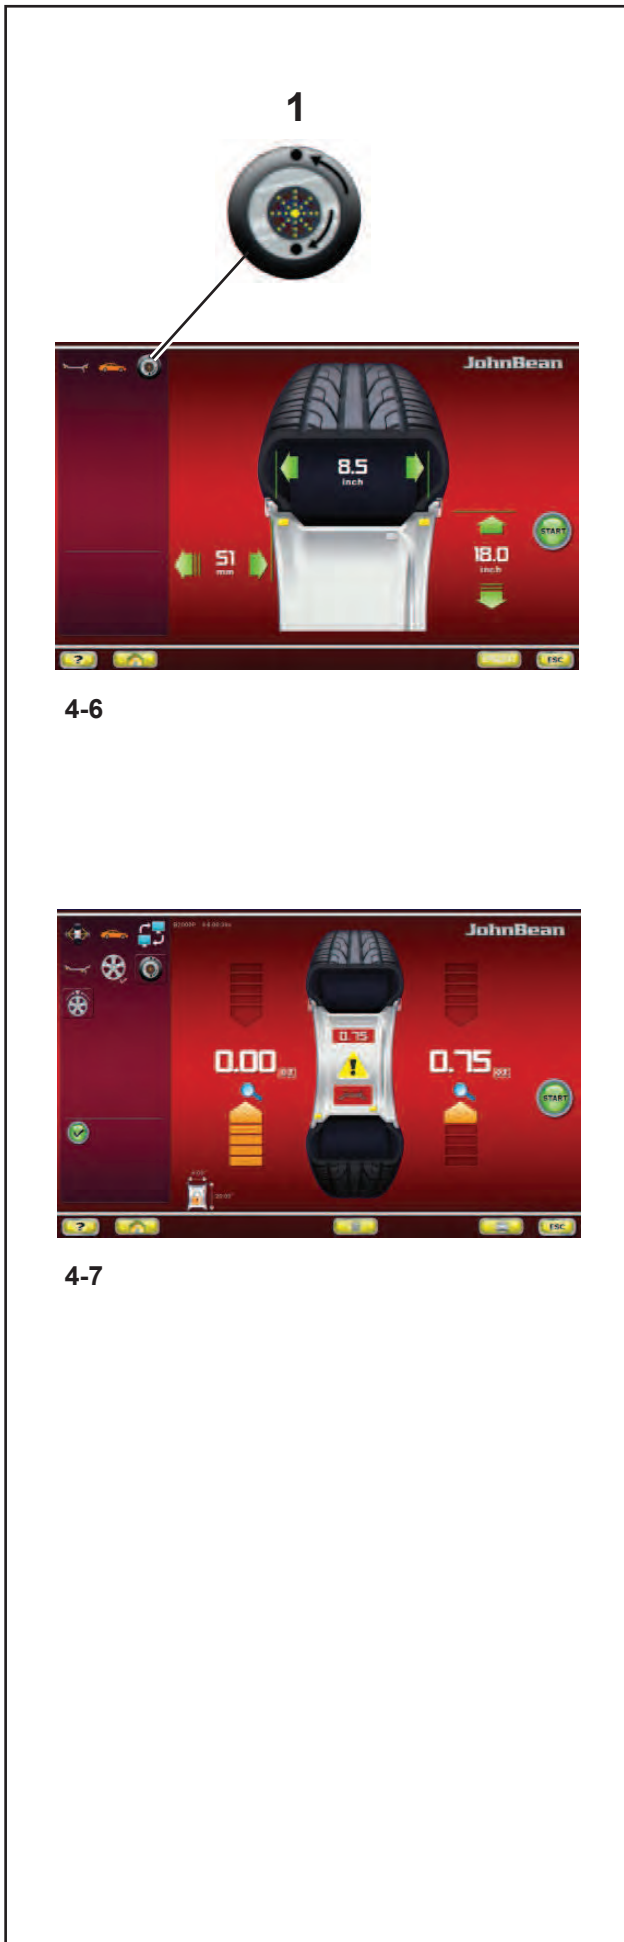 1
JohnBean
8.5
inch
START
51
mm
18.0
inch
?
ESC
4-6
JohnBean
0.75
0.00
0.75
START
?
ESC
4-7